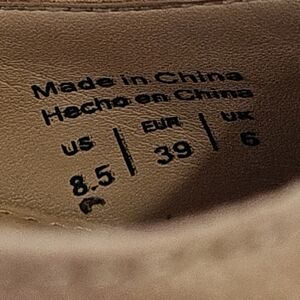 Made in China
Hecho en China
US | EUR | UK
8.5 | 39 | 6